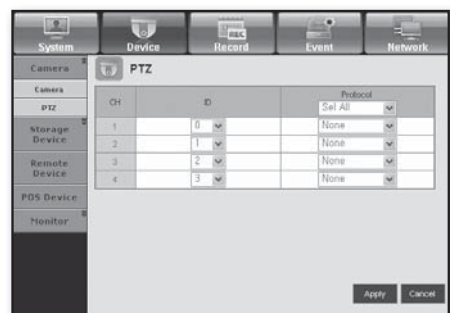 System Device Record Event Network
REC
Camera
PTZ
Camera
PTZ
Storage
Device
Remote
Device
POS Device
Monitor
CH ID Protocol
Sel All
1 0 None
2 1 None
3 2 None
4 3 None
Apply Cancel